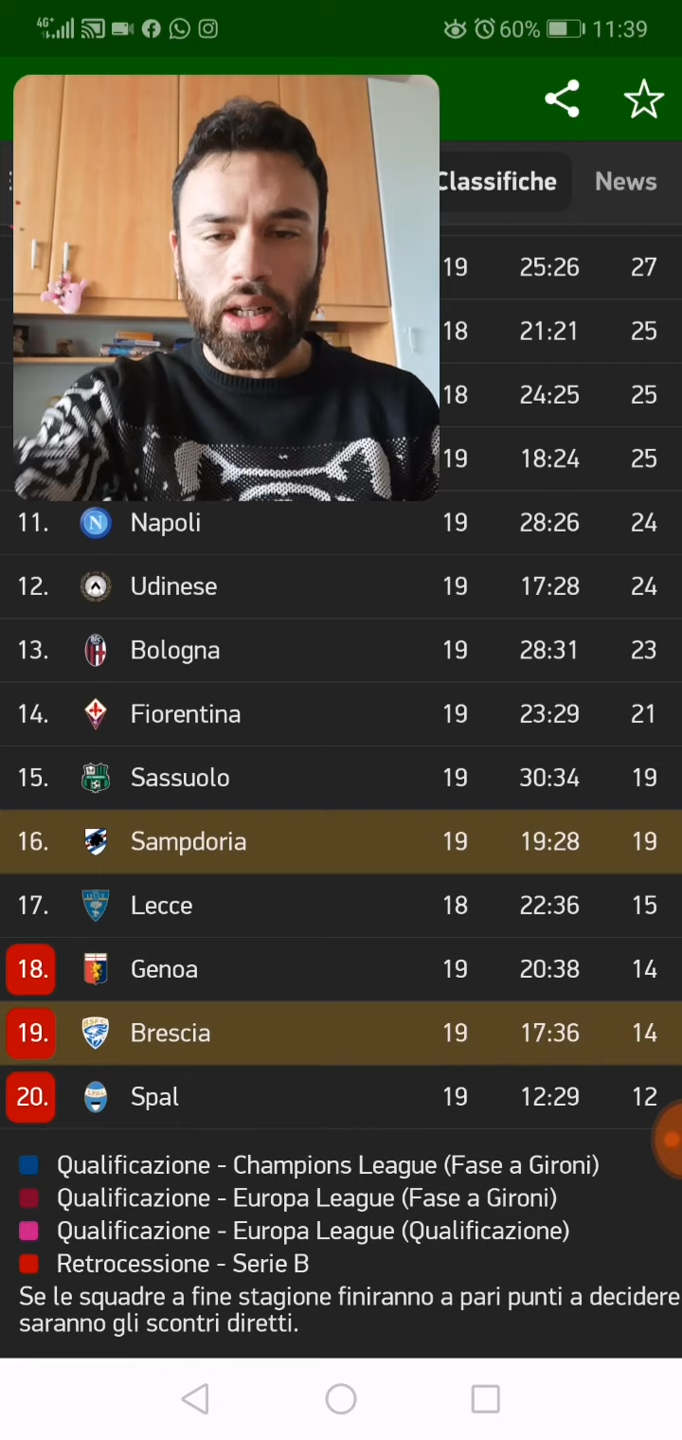 4G+ 60% 11:39
Classifiche News
19 25:26 27
18 21:21 25
18 24:25 25
19 18:24 25
11. N Napoli 19 28:26 24
12. Udinese 19 17:28 24
13. Bologna 19 28:31 23
14. Fiorentina 19 23:29 21
15. Sassuolo 19 30:34 19
16. Sampdoria 19 19:28 19
17. Lecce 18 22:36 15
18. Genoa 19 20:38 14
19. Brescia 19 17:36 14
20. Spal 19 12:29 12
Qualificazione - Champions League (Fase a Gironi)
Qualificazione - Europa League (Fase a Gironi)
Qualificazione - Europa League (Qualificazione)
Retrocessione - Serie B
Se le squadre a fine stagione finiranno a pari punti a decidere
saranno gli scontri diretti.